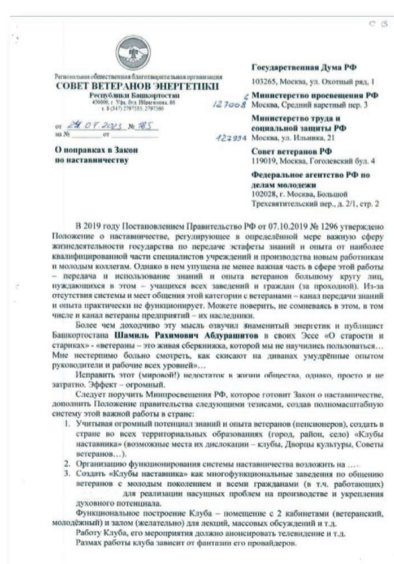 Региональная общественная благотворительная организация
СОВЕТ ВЕТЕРАНОВ ЭНЕРГЕТИКИ
Республики Башкортостан
О поправках в Закон
по наставничеству
Государственная Дума РФ
103265, Москва, ул. Охотный ряд, 1
Министерство просвещения РФ
127008 Москва, Средний каретный пер. 3
Министерство труда и
социальной защиты РФ
127994 Москва, ул. Ильинка, 21
Совет ветеранов РФ
119019, Москва, Гоголевский бул. 4
Федеральное агентство РФ по
делам молодежи
102028, г. Москва, Большой
Трехсвятительский пер., д. 2/1, стр. 2
В 2019 году Постановлением Правительство РФ от 07.10.2019 № 1296 утверждено
Положение о наставничестве, регулирующее в определённой мере важную сферу
жизнедеятельности государства по передаче эстафеты знаний и опыта от наиболее
квалифицированной части специалистов учреждений и производства новым работникам
и молодым коллегам. Однако в нем упущена не менее важная часть в сфере этой работы
– передача и использование знаний и опыта ветеранов большому кругу лиц,
нуждающихся в этом – учащихся всех заведений и граждан (за проходной). Из-за
отсутствия системы и мест общения этой категории с ветеранами – канал передачи знаний
и опыта практически не функционирует. Можете поверить, не сомневаясь в этом, в том
числе и канал ветераны предприятий – их наследники.
Более чем доходчиво эту мысль озвучил знаменитый энергетик и публицист
Башкортостана Шамиль Рахимович Абдурашитов в своих Эссе «О старости и
стариках» - «ветераны – это живая сберкнижка, которой мы не научились пользоваться…
Мне нестерпимо больно смотреть, как скисают на диванах умудрённые опытом
руководители и рабочие всех уровней»…
Исправить этот (мировой!) недостаток в жизни общества, однако, просто и не
затратно. Эффект – огромный.
Следует поручить Минпросвещения РФ, которое готовит Закон о наставничестве,
дополнить Положение правительства следующими тезисами, создав полномасштабную
систему этой важной работы в стране:
1. Учитывая огромный потенциал знаний и опыта ветеранов (пенсионеров), создать в
стране во всех территориальных образованиях (город, район, село) «Клубы
наставника» (возможные места их дислокации – клубы, Дворцы культуры, Советы
ветеранов…).
2. Организацию функционирования системы наставничества возложить на ….
3. Создать «Клубы наставника» как многофункциональные заведения по общению
ветеранов с молодым поколением и всеми гражданами (в т.ч. работающих)
для реализации насущных проблем на производстве и укрепления
духовного потенциала.
Функциональное построение Клуба – помещение с 2 кабинетами (ветеранский,
молодёжный) и залом (желательно) для лекций, массовых обсуждений и т.д.
Работу Клуба, его мероприятия должно анонсировать телевидение и т.д.
Размах работы клуба зависит от фантазии его провайдеров.